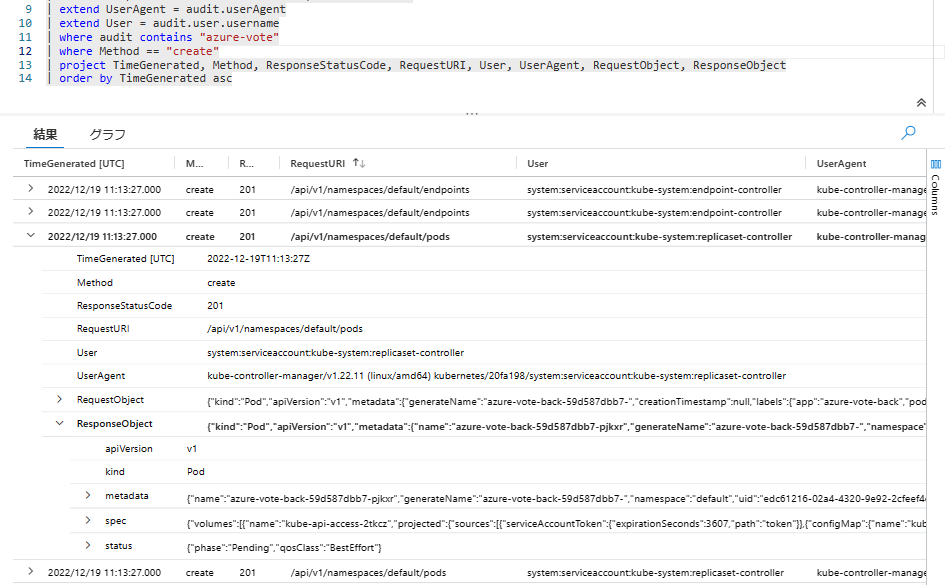 9 | extend UserAgent = audit.userAgent
10 | extend User = audit.user.username
11 | where audit contains "azure-vote"
12 | where Method == "create"
13 | project TimeGenerated, Method, ResponseStatusCode, RequestURI, User, UserAgent, RequestObject, ResponseObject
14 | order by TimeGenerated asc
結果 グラフ
TimeGenerated [UTC] M... R... RequestURI ↑↓ User UserAgent
Columns
2022/12/19 11:13:27.000 create 201 /api/v1/namespaces/default/endpoints system:serviceaccount:kube-system:endpoint-controller kube-controller-manage
2022/12/19 11:13:27.000 create 201 /api/v1/namespaces/default/endpoints system:serviceaccount:kube-system:endpoint-controller kube-controller-manage
2022/12/19 11:13:27.000 create 201 /api/v1/namespaces/default/pods system:serviceaccount:kube-system:replicaset-controller kube-controller-manag
TimeGenerated [UTC] 2022-12-19T11:13:27Z
Method create
ResponseStatusCode 201
RequestURI /api/v1/namespaces/default/pods
User system:serviceaccount:kube-system:replicaset-controller
UserAgent kube-controller-manager/v1.22.11 (linux/amd64) kubernetes/20fa198/system:serviceaccount:kube-system:replicaset-controller
RequestObject {"kind":"Pod","apiVersion":"v1","metadata":{"generateName":"azure-vote-back-59d587dbb7-","creationTimestamp":null,"labels":{"app":"azure-vote-back","pod
ResponseObject {"kind":"Pod","apiVersion":"v1","metadata":{"name":"azure-vote-back-59d587dbb7-pjkxr","generateName":"azure-vote-back-59d587dbb7-","namespace"
apiVersion v1
kind Pod
metadata {"name":"azure-vote-back-59d587dbb7-pjkxr","generateName":"azure-vote-back-59d587dbb7-","namespace":"default","uid":"edc61216-02a4-4320-9e92-2cfeef4
spec {"volumes":[{"name":"kube-api-access-2tkcz","projected":{"sources":[{"serviceAccountToken":{"expirationSeconds":3607,"path":"token"}},{"configMap":{"name":"kub
status {"phase":"Pending","qosClass":"BestEffort"}
2022/12/19 11:13:27.000 create 201 /api/v1/namespaces/default/pods system:serviceaccount:kube-system:replicaset-controller kube-controller-manage